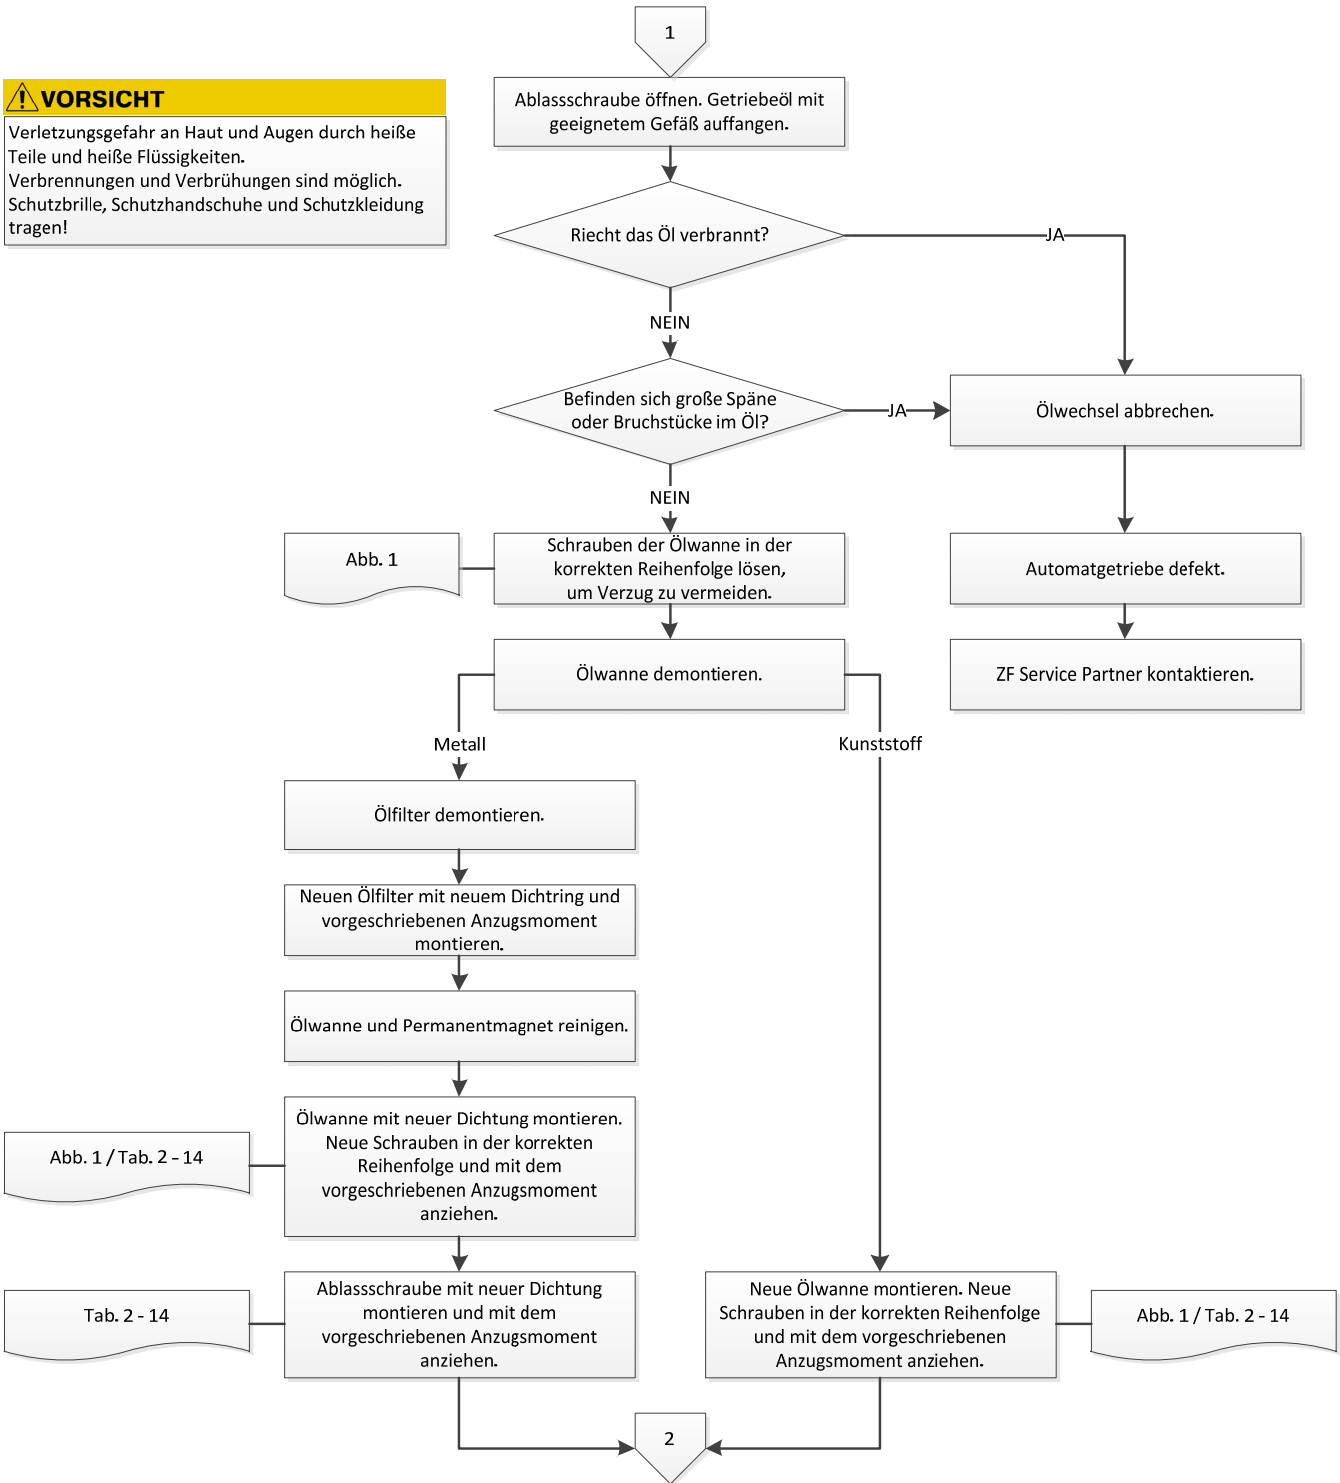 1
VORSICHT
Verletzungsgefahr an Haut und Augen durch heiße
Teile und heiße Flüssigkeiten.
Verbrennungen und Verbrühungen sind möglich.
Schutzbrille, Schutzhandschuhe und Schutzkleidung
tragen!
Ablassschraube öffnen. Getriebeöl mit
geeignetem Gefäß auffangen.
Riecht das Öl verbrannt?
JA
NEIN
Befinden sich große Späne
oder Bruchstücke im Öl?
JA
Ölwechsel abbrechen.
NEIN
Abb. 1
Schrauben der Ölwanne in der
korrekten Reihenfolge lösen,
um Verzug zu vermeiden.
Automatgetriebe defekt.
Ölwanne demontieren.
ZF Service Partner kontaktieren.
Metall
Kunststoff
Ölfilter demontieren.
Neuen Ölfilter mit neuem Dichtring und
vorgeschriebenen Anzugsmoment
montieren.
Ölwanne und Permanentmagnet reinigen.
Abb. 1 / Tab. 2 - 14
Ölwanne mit neuer Dichtung montieren.
Neue Schrauben in der korrekten
Reihenfolge und mit dem
vorgeschriebenen Anzugsmoment
anziehen.
Tab. 2 - 14
Ablassschraube mit neuer Dichtung
montieren und mit dem
vorgeschriebenen Anzugsmoment
anziehen.
Neue Ölwanne montieren. Neue
Schrauben in der korrekten Reihenfolge
und mit dem vorgeschriebenen
Anzugsmoment anziehen.
Abb. 1 / Tab. 2 - 14
2